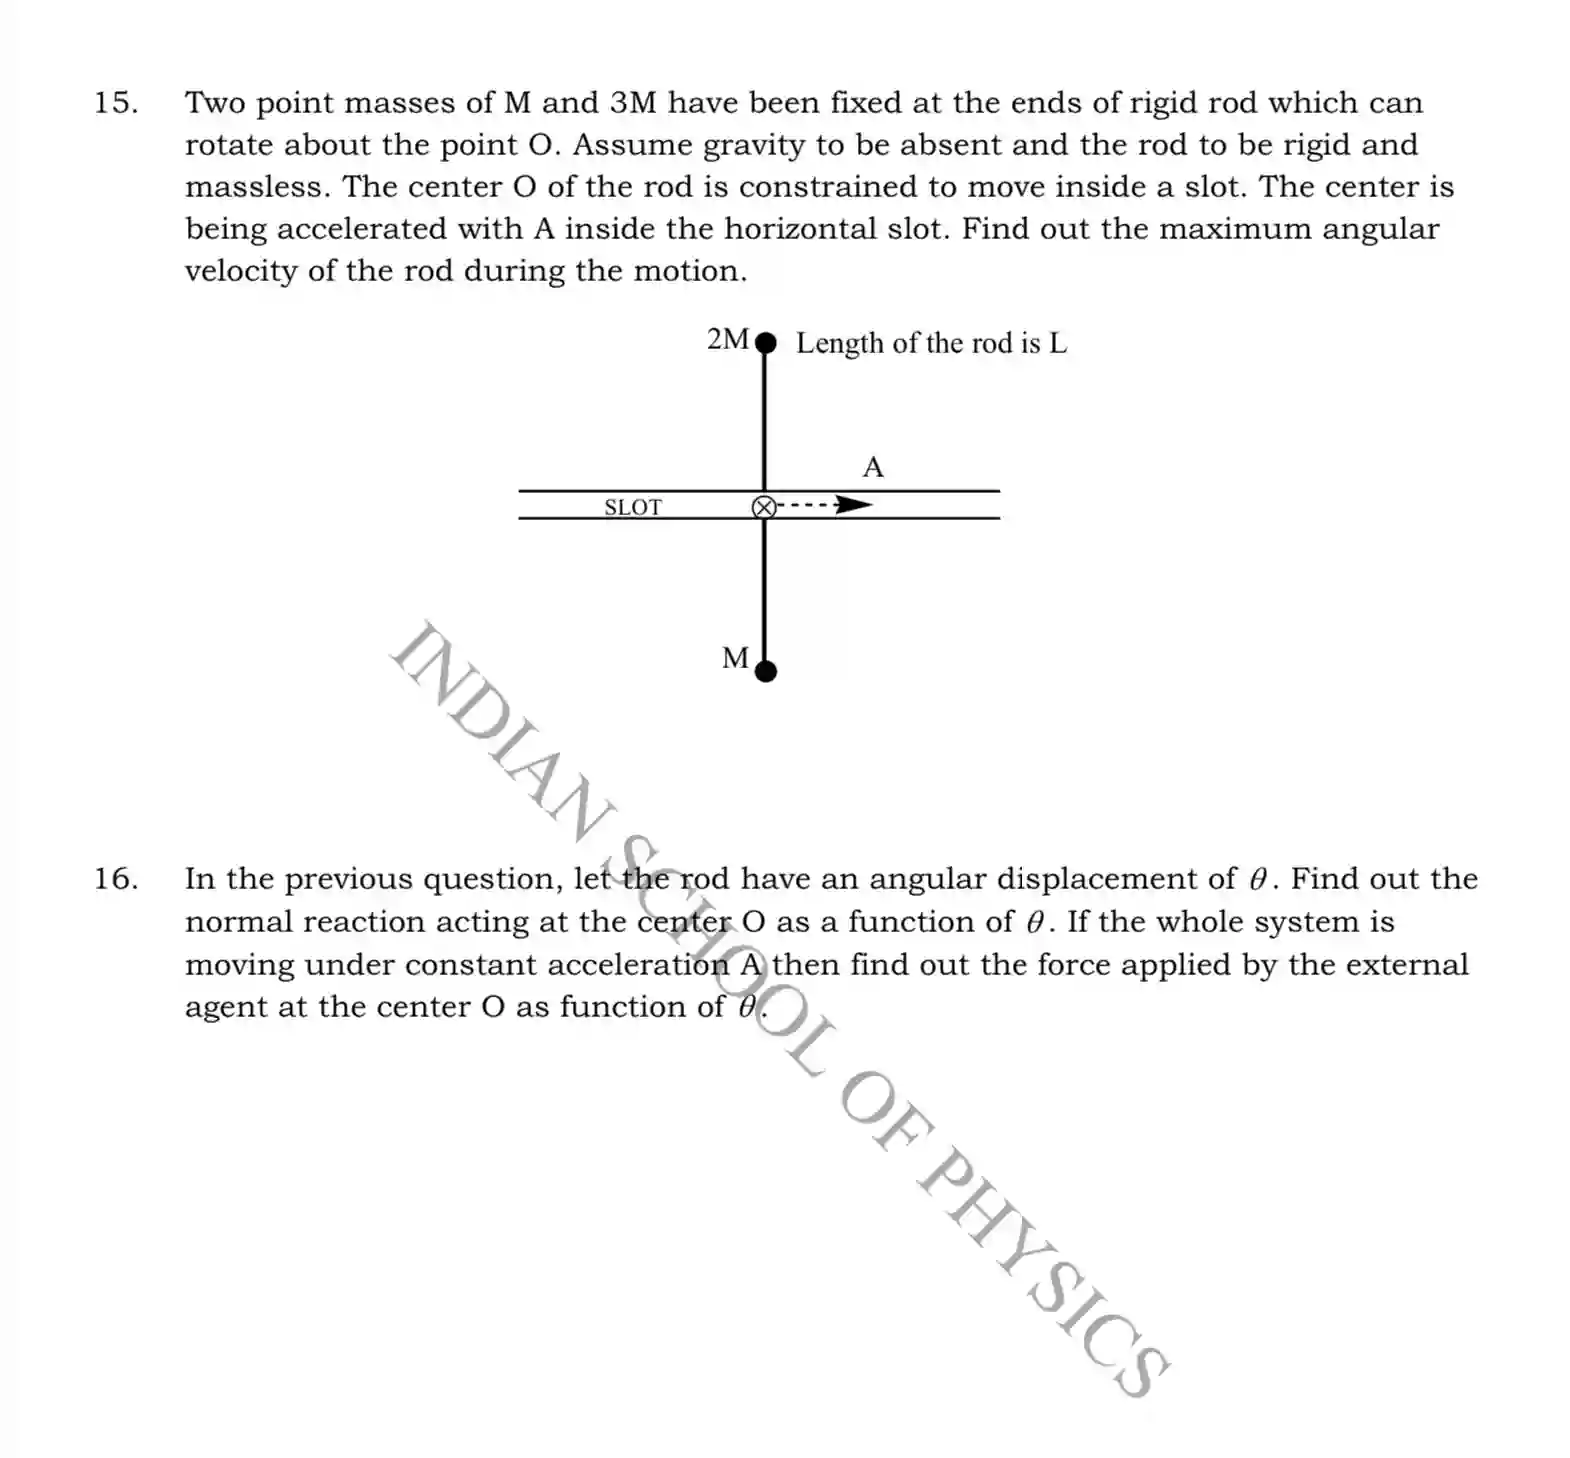 15. Two point masses of M and 3M have been fixed at the ends of rigid rod which can
rotate about the point O. Assume gravity to be absent and the rod to be rigid and
massless. The center O of the rod is constrained to move inside a slot. The center is
being accelerated with A inside the horizontal slot. Find out the maximum angular
velocity of the rod during the motion.
2M Length of the rod is L
A
SLOT
M
INDIAN SCHOOL OF PHYSICS
16. In the previous question, let the rod have an angular displacement of θ. Find out the
normal reaction acting at the center O as a function of θ. If the whole system is
moving under constant acceleration A then find out the force applied by the external
agent at the center O as function of θ.